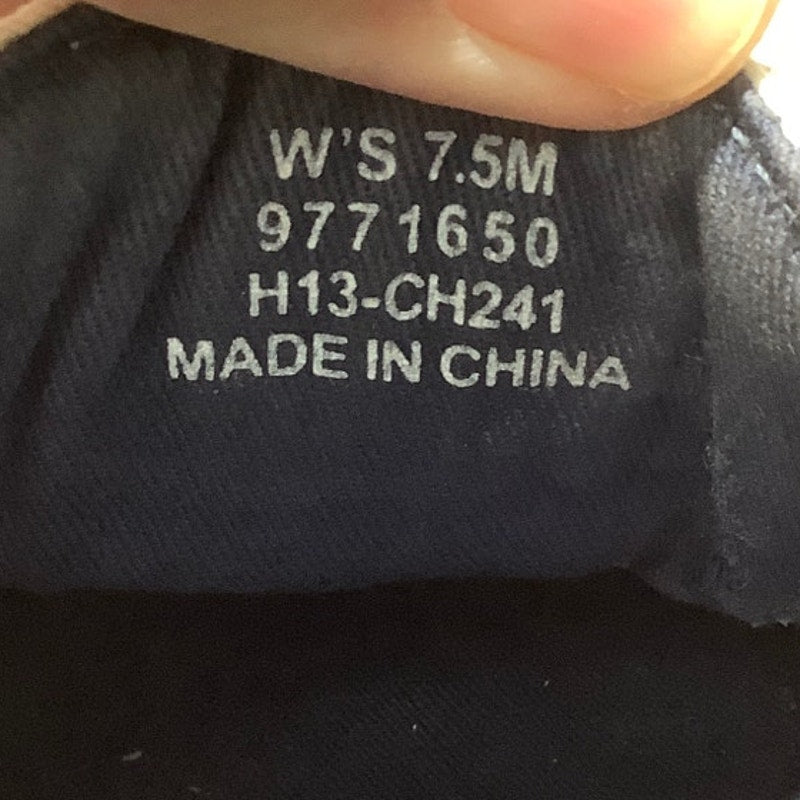 W'S 7.5M
9771650
H13-CH241
MADE IN CHINA